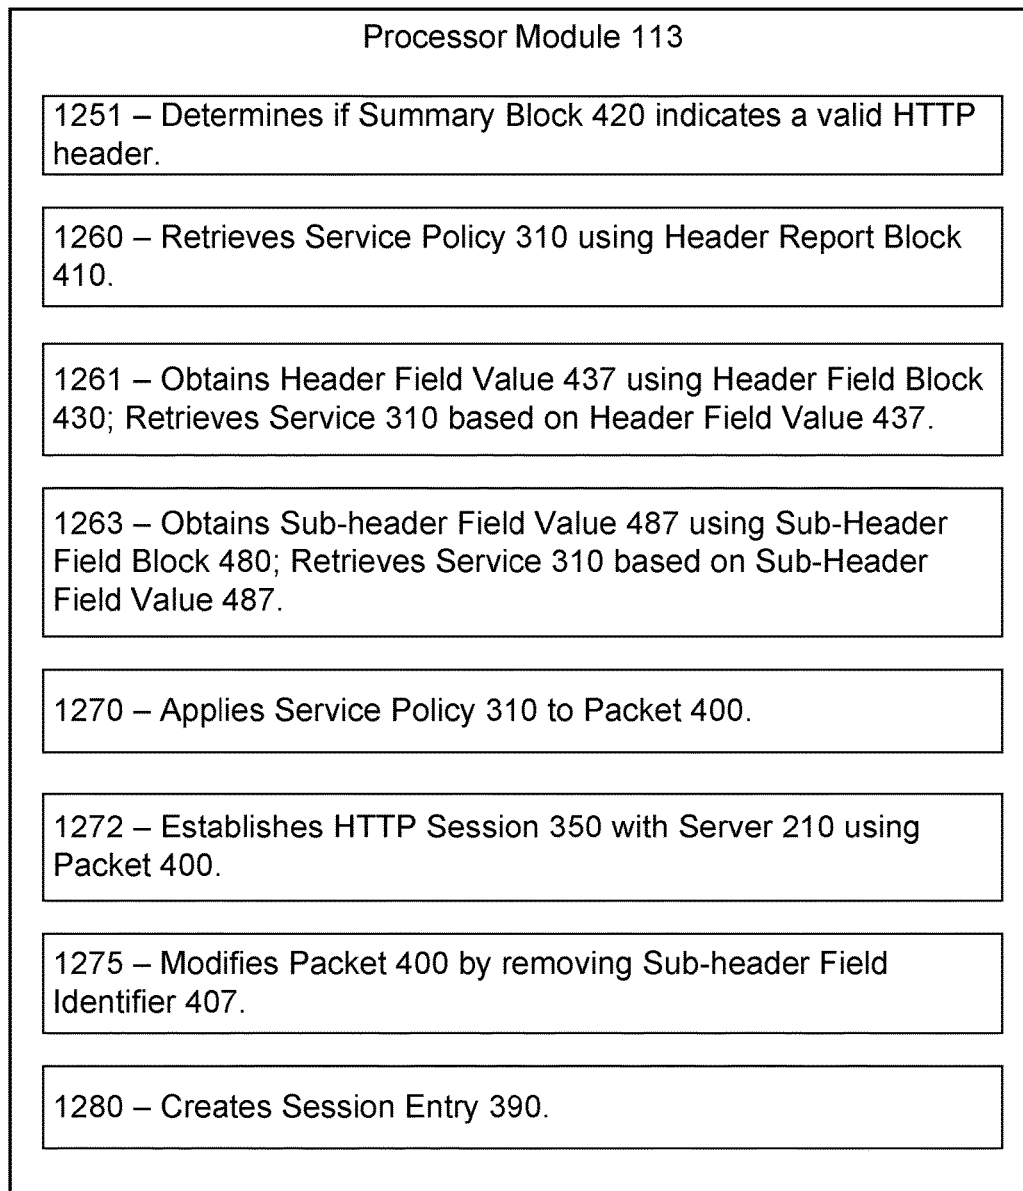 Processor Module 113
1251 – Determines if Summary Block 420 indicates a valid HTTP
header.
1260 – Retrieves Service Policy 310 using Header Report Block
410.
1261 – Obtains Header Field Value 437 using Header Field Block
430; Retrieves Service 310 based on Header Field Value 437.
1263 – Obtains Sub-header Field Value 487 using Sub-Header
Field Block 480; Retrieves Service 310 based on Sub-Header
Field Value 487.
1270 – Applies Service Policy 310 to Packet 400.
1272 – Establishes HTTP Session 350 with Server 210 using
Packet 400.
1275 – Modifies Packet 400 by removing Sub-header Field
Identifier 407.
1280 – Creates Session Entry 390.